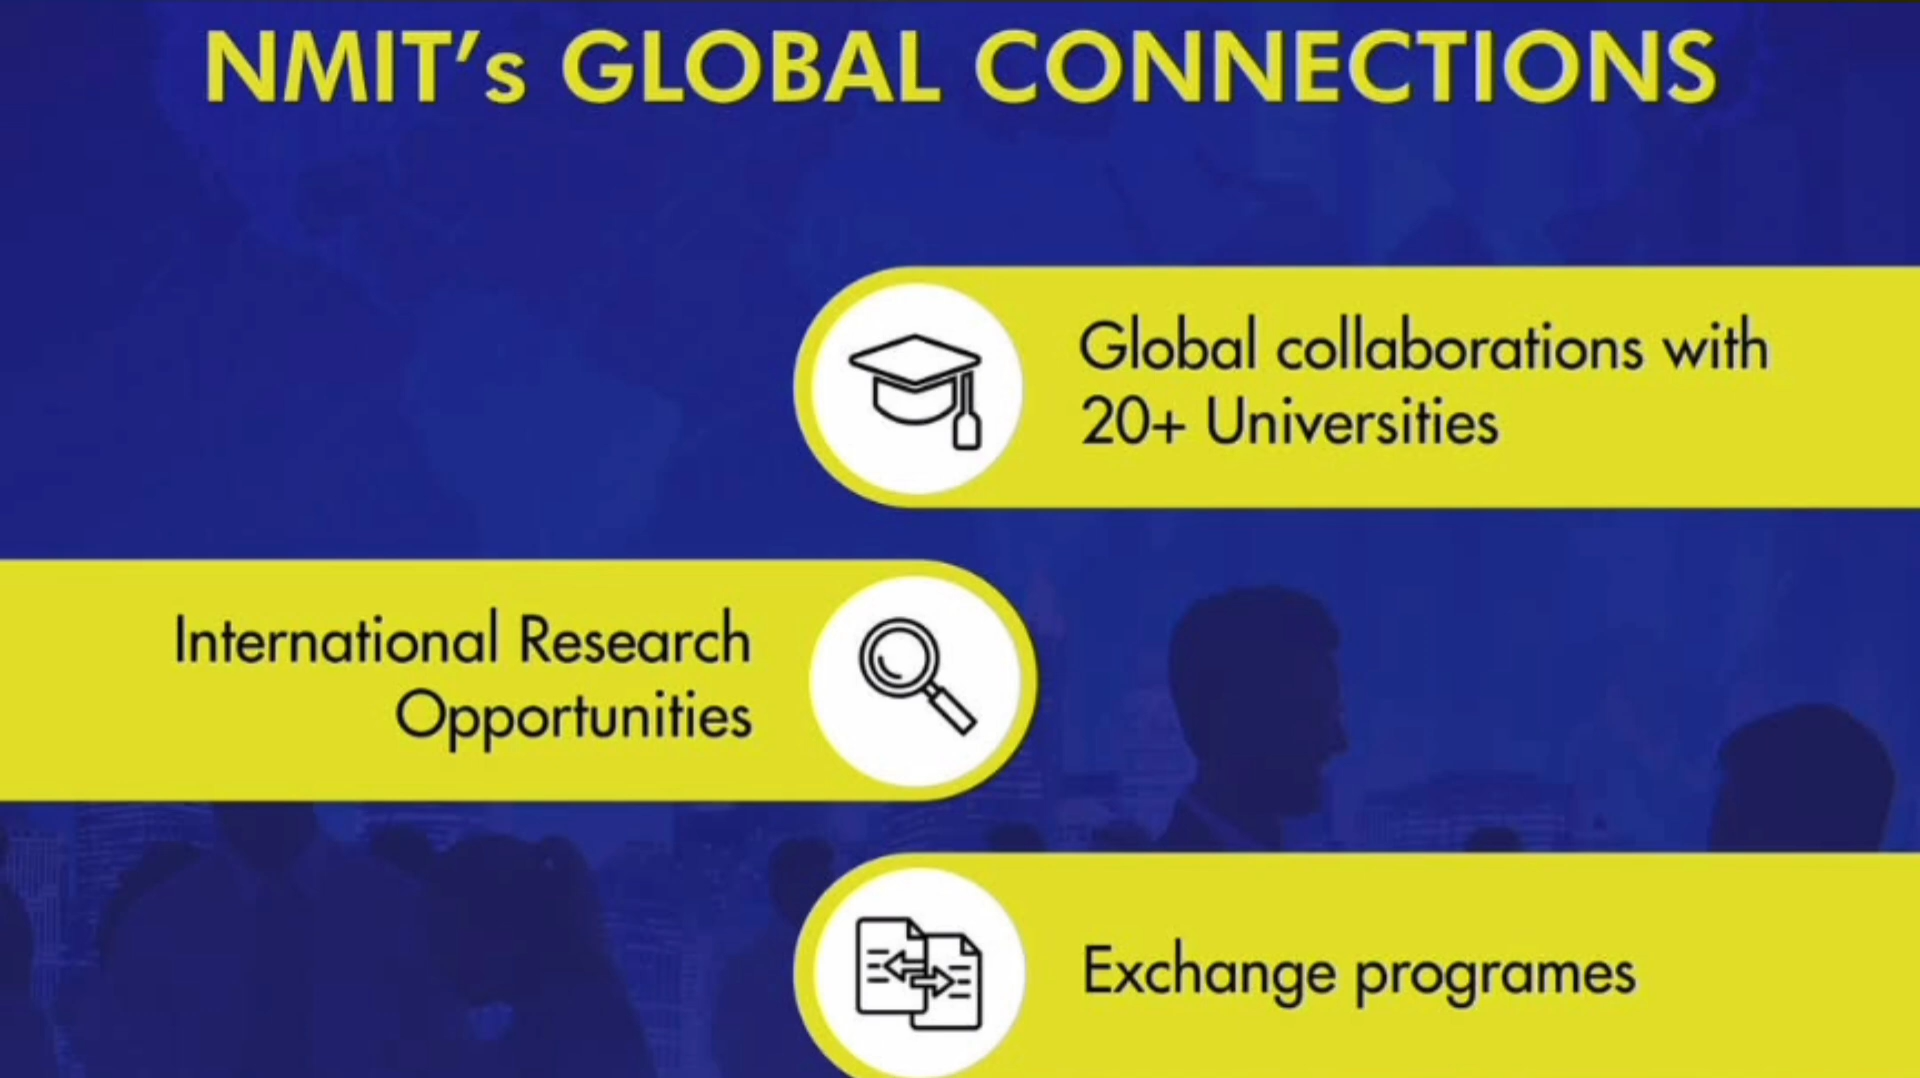 NMIT's GLOBAL CONNECTIONS
Global collaborations with
20+ Universities
International Research
Opportunities
Exchange programes